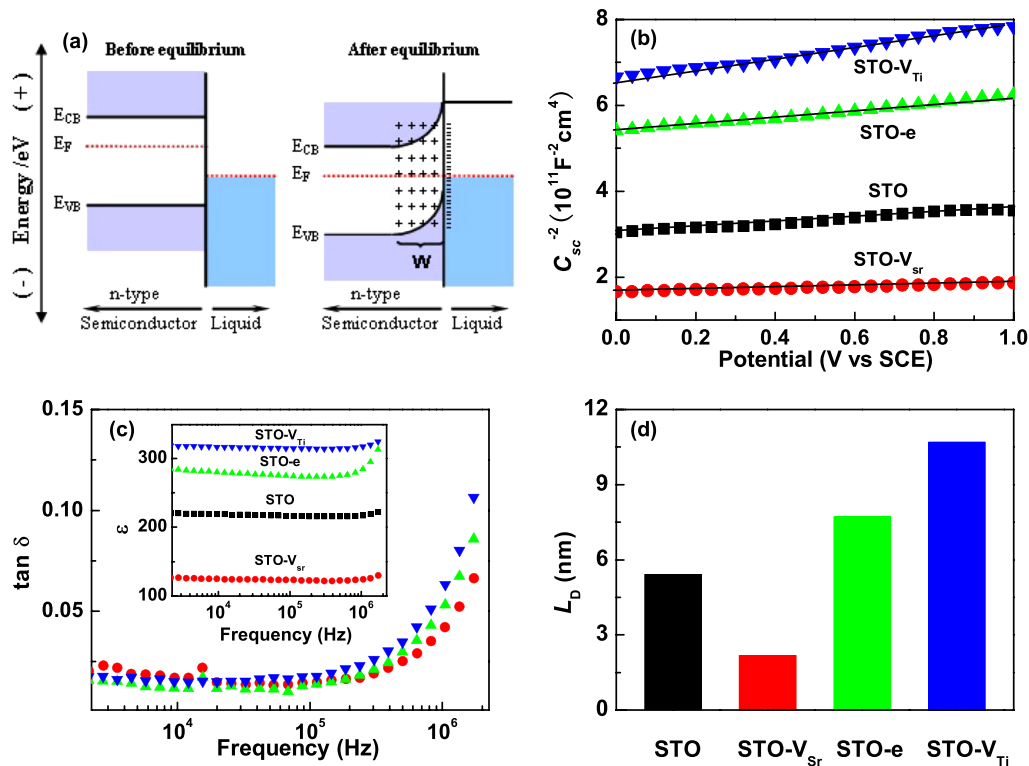 (a)
Before equilibrium
After equilibrium
(-) Energy /eV (+)
E_CB
E_F
E_VB
E_CB
E_F
E_VB
W
n-type
Semiconductor
Liquid
n-type
Semiconductor
Liquid
(b)
8
6
4
2
C_sc^-2 (10^11 F^-2 cm^4)
STO-V_Ti
STO-e
STO
STO-V_sr
0.0 0.2 0.4 0.6 0.8 1.0
Potential (V vs SCE)
(c)
0.15
0.10
0.05
tan δ
300
200
100
ε
STO-V_Ti
STO-e
STO
STO-V_sr
10^4 10^5 10^6
Frequency (Hz)
10^4 10^5 10^6
Frequency (Hz)
(d)
12
9
6
3
0
L_D (nm)
STO STO-V_Sr STO-e STO-V_Ti